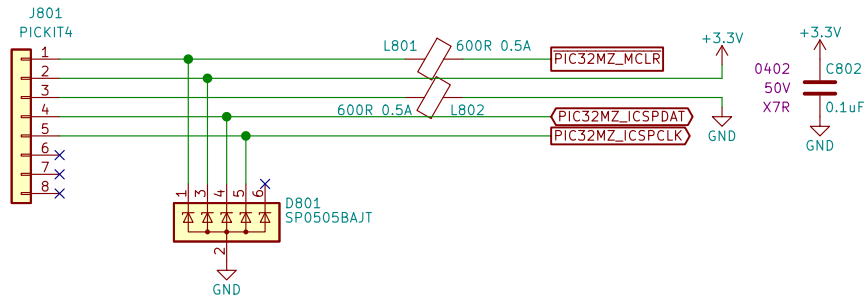 J801
PICKIT4
1
2
3
4
5
6
7
8
L801
600R 0.5A
PIC32MZ_MCLR
+3.3V
600R 0.5A
L802
GND
PIC32MZ_ICSPDAT
PIC32MZ_ICSPCLK
+3.3V
0402
50V
X7R
C802
0.1uF
GND
1
3
4
5
6
2
D801
SP0505BAJT
GND